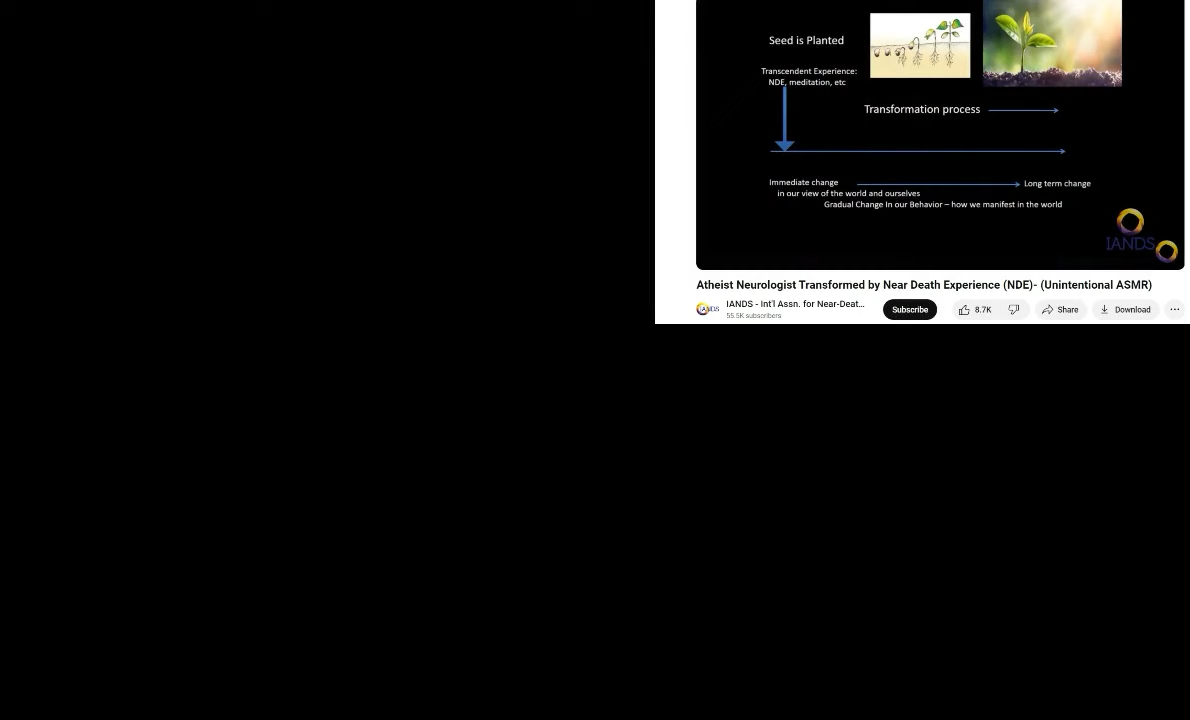 Seed is Planted
Transcendent Experience:
NDE, meditation, etc
Transformation process
Immediate change
in our view of the world and ourselves
Long term change
Gradual Change In our Behavior – how we manifest in the world
IANDS
Atheist Neurologist Transformed by Near Death Experience (NDE)- (Unintentional ASMR)
IANDS
IANDS - Int'l Assn. for Near-Deat...
55.5K subscribers
Subscribe
8.7K
Share
Download